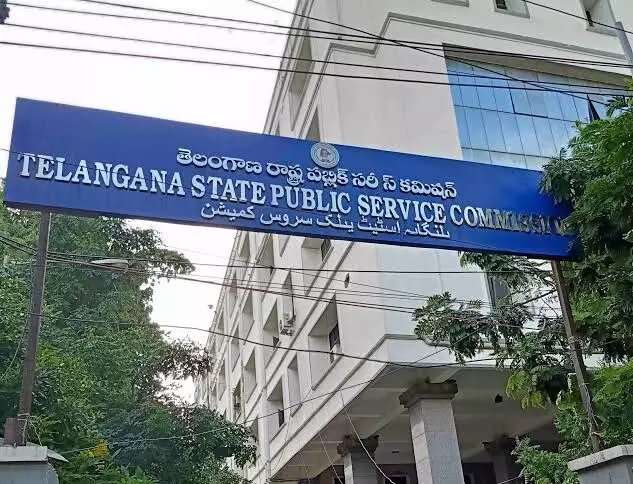 తెలంగాణ రాష్ట్ర పబ్లిక్ సర్వీస్ కమిషన్
TELANGANA STATE PUBLIC SERVICE COMMISSION
تلنگانہ اسٹیٹ پبلک سروس کمیشن